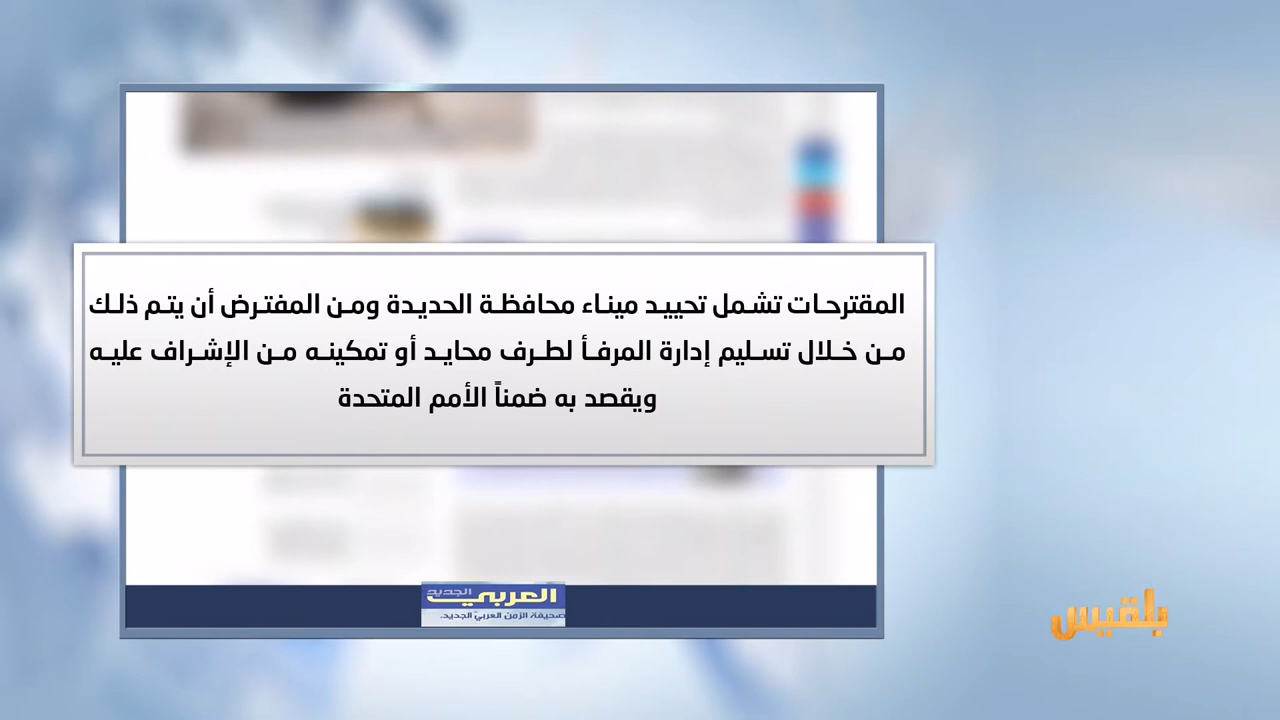 المقترحات تشمل تحييد ميناء محافظة الحديدة ومن المفترض أن يتم ذلك
من خلال تسليم إدارة المرفأ لطرف محايد أو تمكينه من الإشراف عليه
ويقصد به ضمناً الأمم المتحدة
العربي الجديد
صحيفة الزمن العربيّ الجديد.
بلقيس